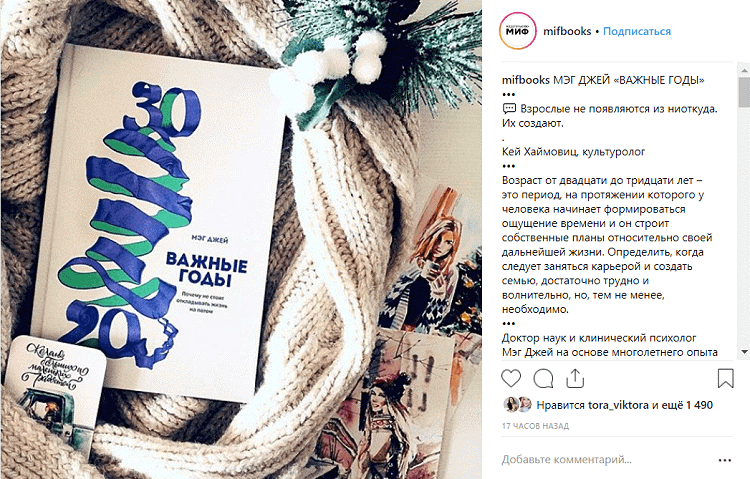 30
МЭГ ДЖЕЙ
ВАЖНЫЕ
ГОДЫ
Почему не стоит
откладывать жизнь
на потом
20
Желаем
больших и
маленьких
радостей
ИЗДАТЕЛЬСТВО
МИФ
mifbooks • Подписаться
mifbooks МЭГ ДЖЕЙ «ВАЖНЫЕ ГОДЫ»
•••
💬 Взрослые не появляются из ниоткуда.
Их создают.
.
Кей Хаймовиц, культуролог
•••
Возраст от двадцати до тридцати лет –
это период, на протяжении которого у
человека начинает формироваться
ощущение времени и он строит
собственные планы относительно своей
дальнейшей жизни. Определить, когда
следует заняться карьерой и создать
семью, достаточно трудно и
волнительно, но, тем не менее,
необходимо.
•••
Доктор наук и клинический психолог
Мэг Джей на основе многолетнего опыта
Нравится tora_viktora и ещё 1 490
17 ЧАСОВ НАЗАД
Добавьте комментарий...